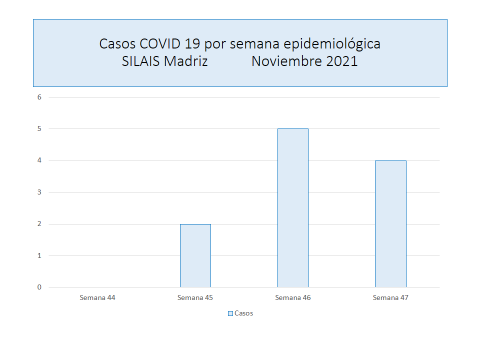 Casos COVID 19 por semana epidemiológica
SILAIS Madriz Noviembre 2021
6
5
4
3
2
1
0
Semana 44 Semana 45 Semana 46 Semana 47
Casos